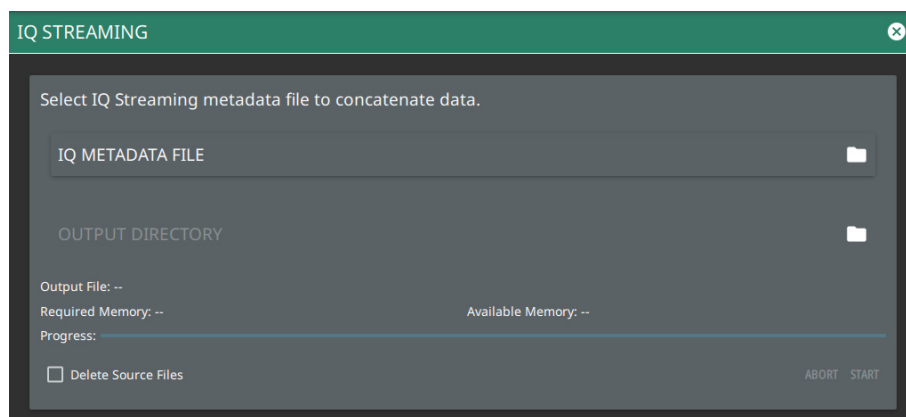 IQ STREAMING
Select IQ Streaming metadata file to concatenate data.
IQ METADATA FILE
OUTPUT DIRECTORY
Output File: --
Required Memory: -- Available Memory: --
Progress:
Delete Source Files ABORT START